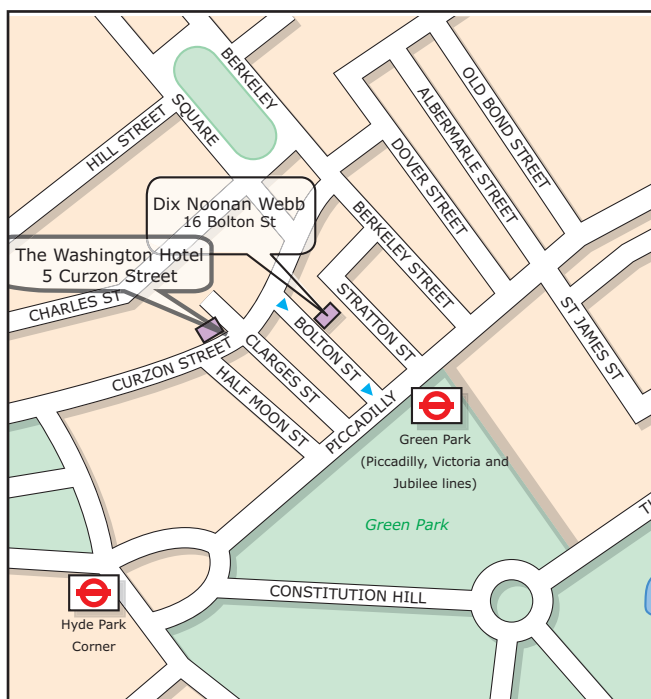 BERKELEY
SQUARE
HILL STREET
OLD BOND STREET
ALBERMARLE STREET
DOVER STREET
Dix Noonan Webb
16 Bolton St
BERKELEY STREET
The Washington Hotel
5 Curzon Street
CHARLES ST
STRATTON ST
ST JAMES ST
BOLTON ST
CLARGES ST
CURZON STREET
HALF MOON ST
PICCADILLY
Green Park
(Piccadilly, Victoria and
Jubilee lines)
Green Park
CONSTITUTION HILL
Hyde Park
Corner